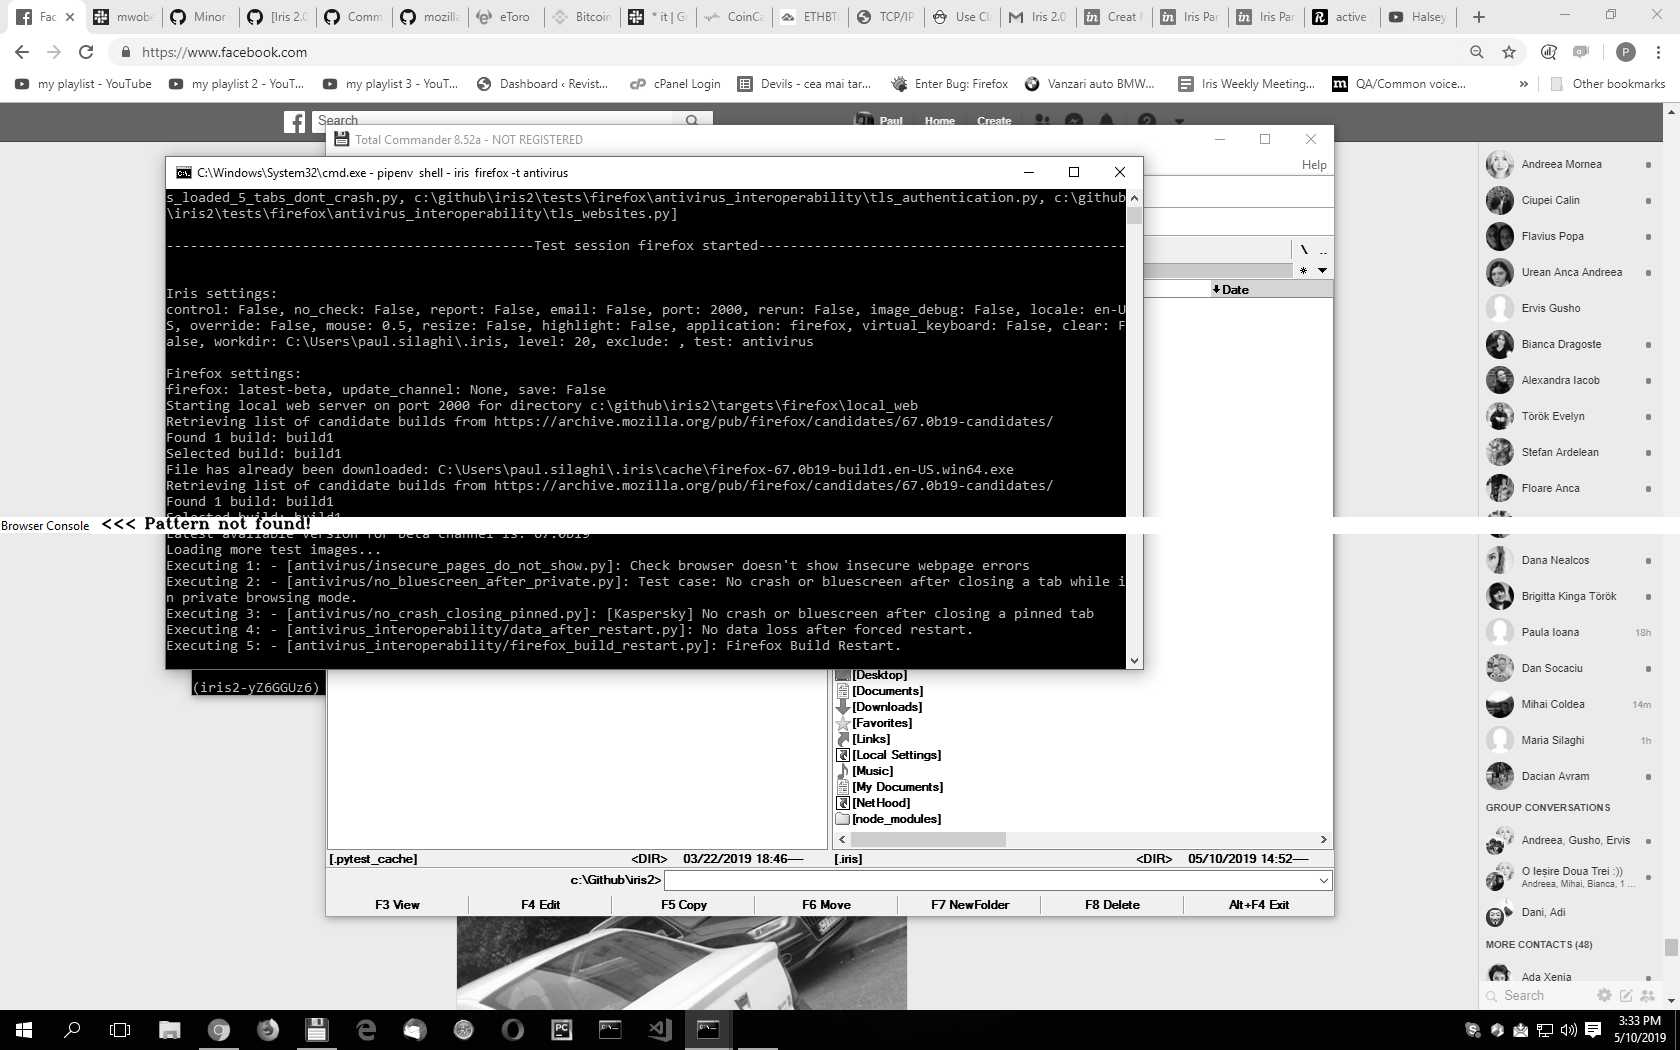 Fac
mwobe
Minor
[Iris 2.0
Comm
mozilla
eToro
Bitcoin
* it | G
CoinCa
ETHBT
TCP/IP
Use Cl
Iris 2.0
Creat
Iris Par
Iris Par
active
Halsey
https://www.facebook.com
P
my playlist - YouTube
my playlist 2 - YouT...
my playlist 3 - YouT...
Dashboard ‹ Revist...
cPanel Login
Devils - cea mai tar...
Enter Bug: Firefox
Vanzari auto BMW...
Iris Weekly Meeting...
QA/Common voice...
»
Other bookmarks
Search
Paul
Home
Create
Total Commander 8.52a - NOT REGISTERED
Help
C:\Windows\System32\cmd.exe - pipenv shell - iris firefox -t antivirus
s_loaded_5_tabs_dont_crash.py, c:\github\iris2\tests\firefox\antivirus_interoperability\tls_authentication.py, c:\github
\iris2\tests\firefox\antivirus_interoperability\tls_websites.py]
----------------------------------------------Test session firefox started----------------------------------------------
Iris settings:
control: False, no_check: False, report: False, email: False, port: 2000, rerun: False, image_debug: False, locale: en-U
S, override: False, mouse: 0.5, resize: False, highlight: False, application: firefox, virtual_keyboard: False, clear: F
alse, workdir: C:\Users\paul.silaghi\.iris, level: 20, exclude: , test: antivirus
Firefox settings:
firefox: latest-beta, update_channel: None, save: False
Starting local web server on port 2000 for directory c:\github\iris2\targets\firefox\local_web
Retrieving list of candidate builds from https://archive.mozilla.org/pub/firefox/candidates/67.0b19-candidates/
Found 1 build: build1
Selected build: build1
File has already been downloaded: C:\Users\paul.silaghi\.iris\cache\firefox-67.0b19-build1.en-US.win64.exe
Retrieving list of candidate builds from https://archive.mozilla.org/pub/firefox/candidates/67.0b19-candidates/
Found 1 build: build1
Selected build: build1
Browser Console <<< Pattern not found!
Latest available version for beta channel is: 67.0b19
Loading more test images...
Executing 1: - [antivirus/insecure_pages_do_not_show.py]: Check browser doesn't show insecure webpage errors
Executing 2: - [antivirus/no_bluescreen_after_private.py]: Test case: No crash or bluescreen after closing a tab while i
n private browsing mode.
Executing 3: - [antivirus/no_crash_closing_pinned.py]: [Kaspersky] No crash or bluescreen after closing a pinned tab
Executing 4: - [antivirus_interoperability/data_after_restart.py]: No data loss after forced restart.
Executing 5: - [antivirus_interoperability/firefox_build_restart.py]: Firefox Build Restart.
(iris2-yZ6GGUz6)
\ ..
*
Date
[Desktop]
[Documents]
[Downloads]
[Favorites]
[Links]
[Local Settings]
[Music]
[My Documents]
[NetHood]
[node_modules]
[.pytest_cache] <DIR> 03/22/2019 18:46----
[.iris] <DIR> 05/10/2019 14:52----
c:\Github\iris2>
F3 View
F4 Edit
F5 Copy
F6 Move
F7 NewFolder
F8 Delete
Alt+F4 Exit
Andreea Mornea
Ciupei Calin
Flavius Popa
Urean Anca Andreea
Ervis Gusho
Bianca Dragoste
Alexandra Iacob
Török Evelyn
Stefan Ardelean
Floare Anca
Dana Nealcos
Brigitta Kinga Török
Paula Ioana 18h
Dan Socaciu
Mihai Coldea 14m
Maria Silaghi 1h
Dacian Avram
GROUP CONVERSATIONS
Andreea, Gusho, Ervis
O Ieșire Doua Trei :))
Andreea, Mihai, Bianca, 1 ...
Dani, Adi
MORE CONTACTS (48)
Ada Xenia
Search
3:33 PM
5/10/2019